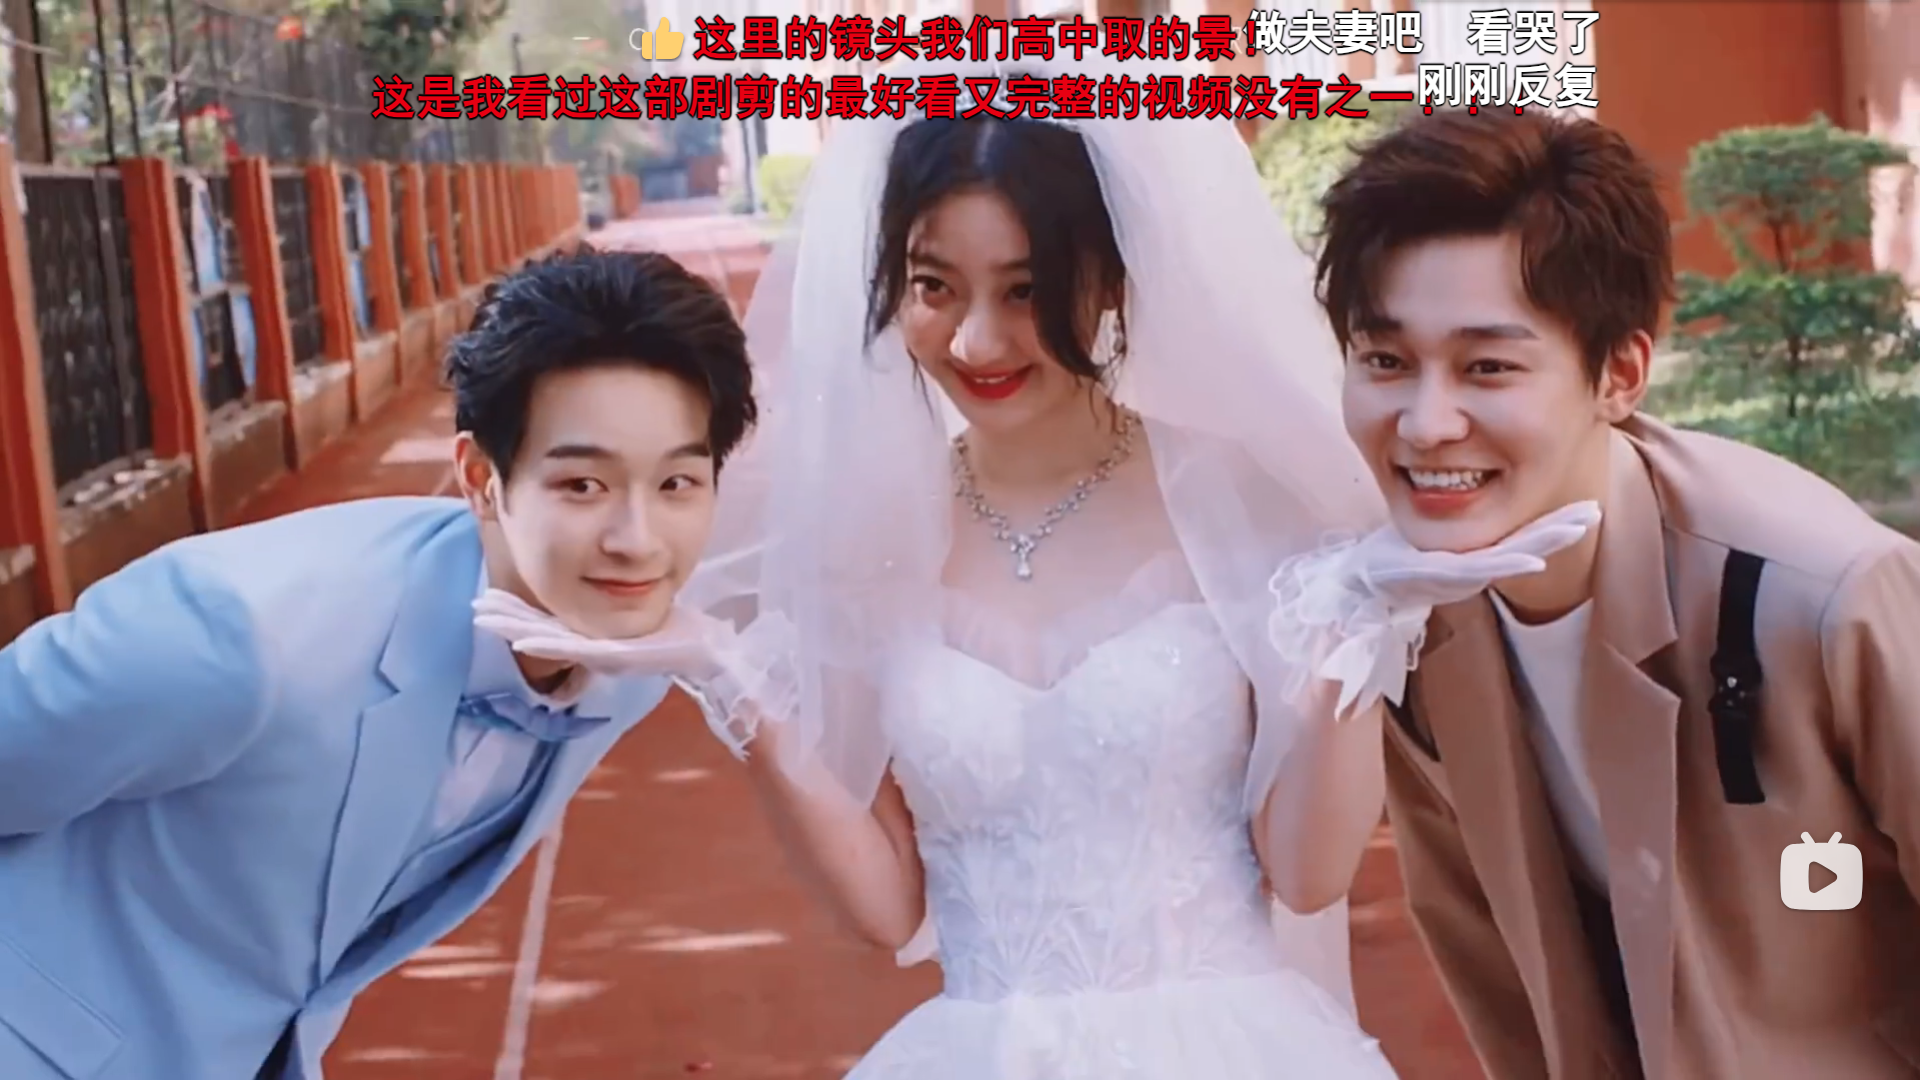 这里的镜头我们高中取的景！
做夫妻吧 看哭了
这是我看过这部剧剪的最好看又完整的视频没有之一！！！
刚刚反复